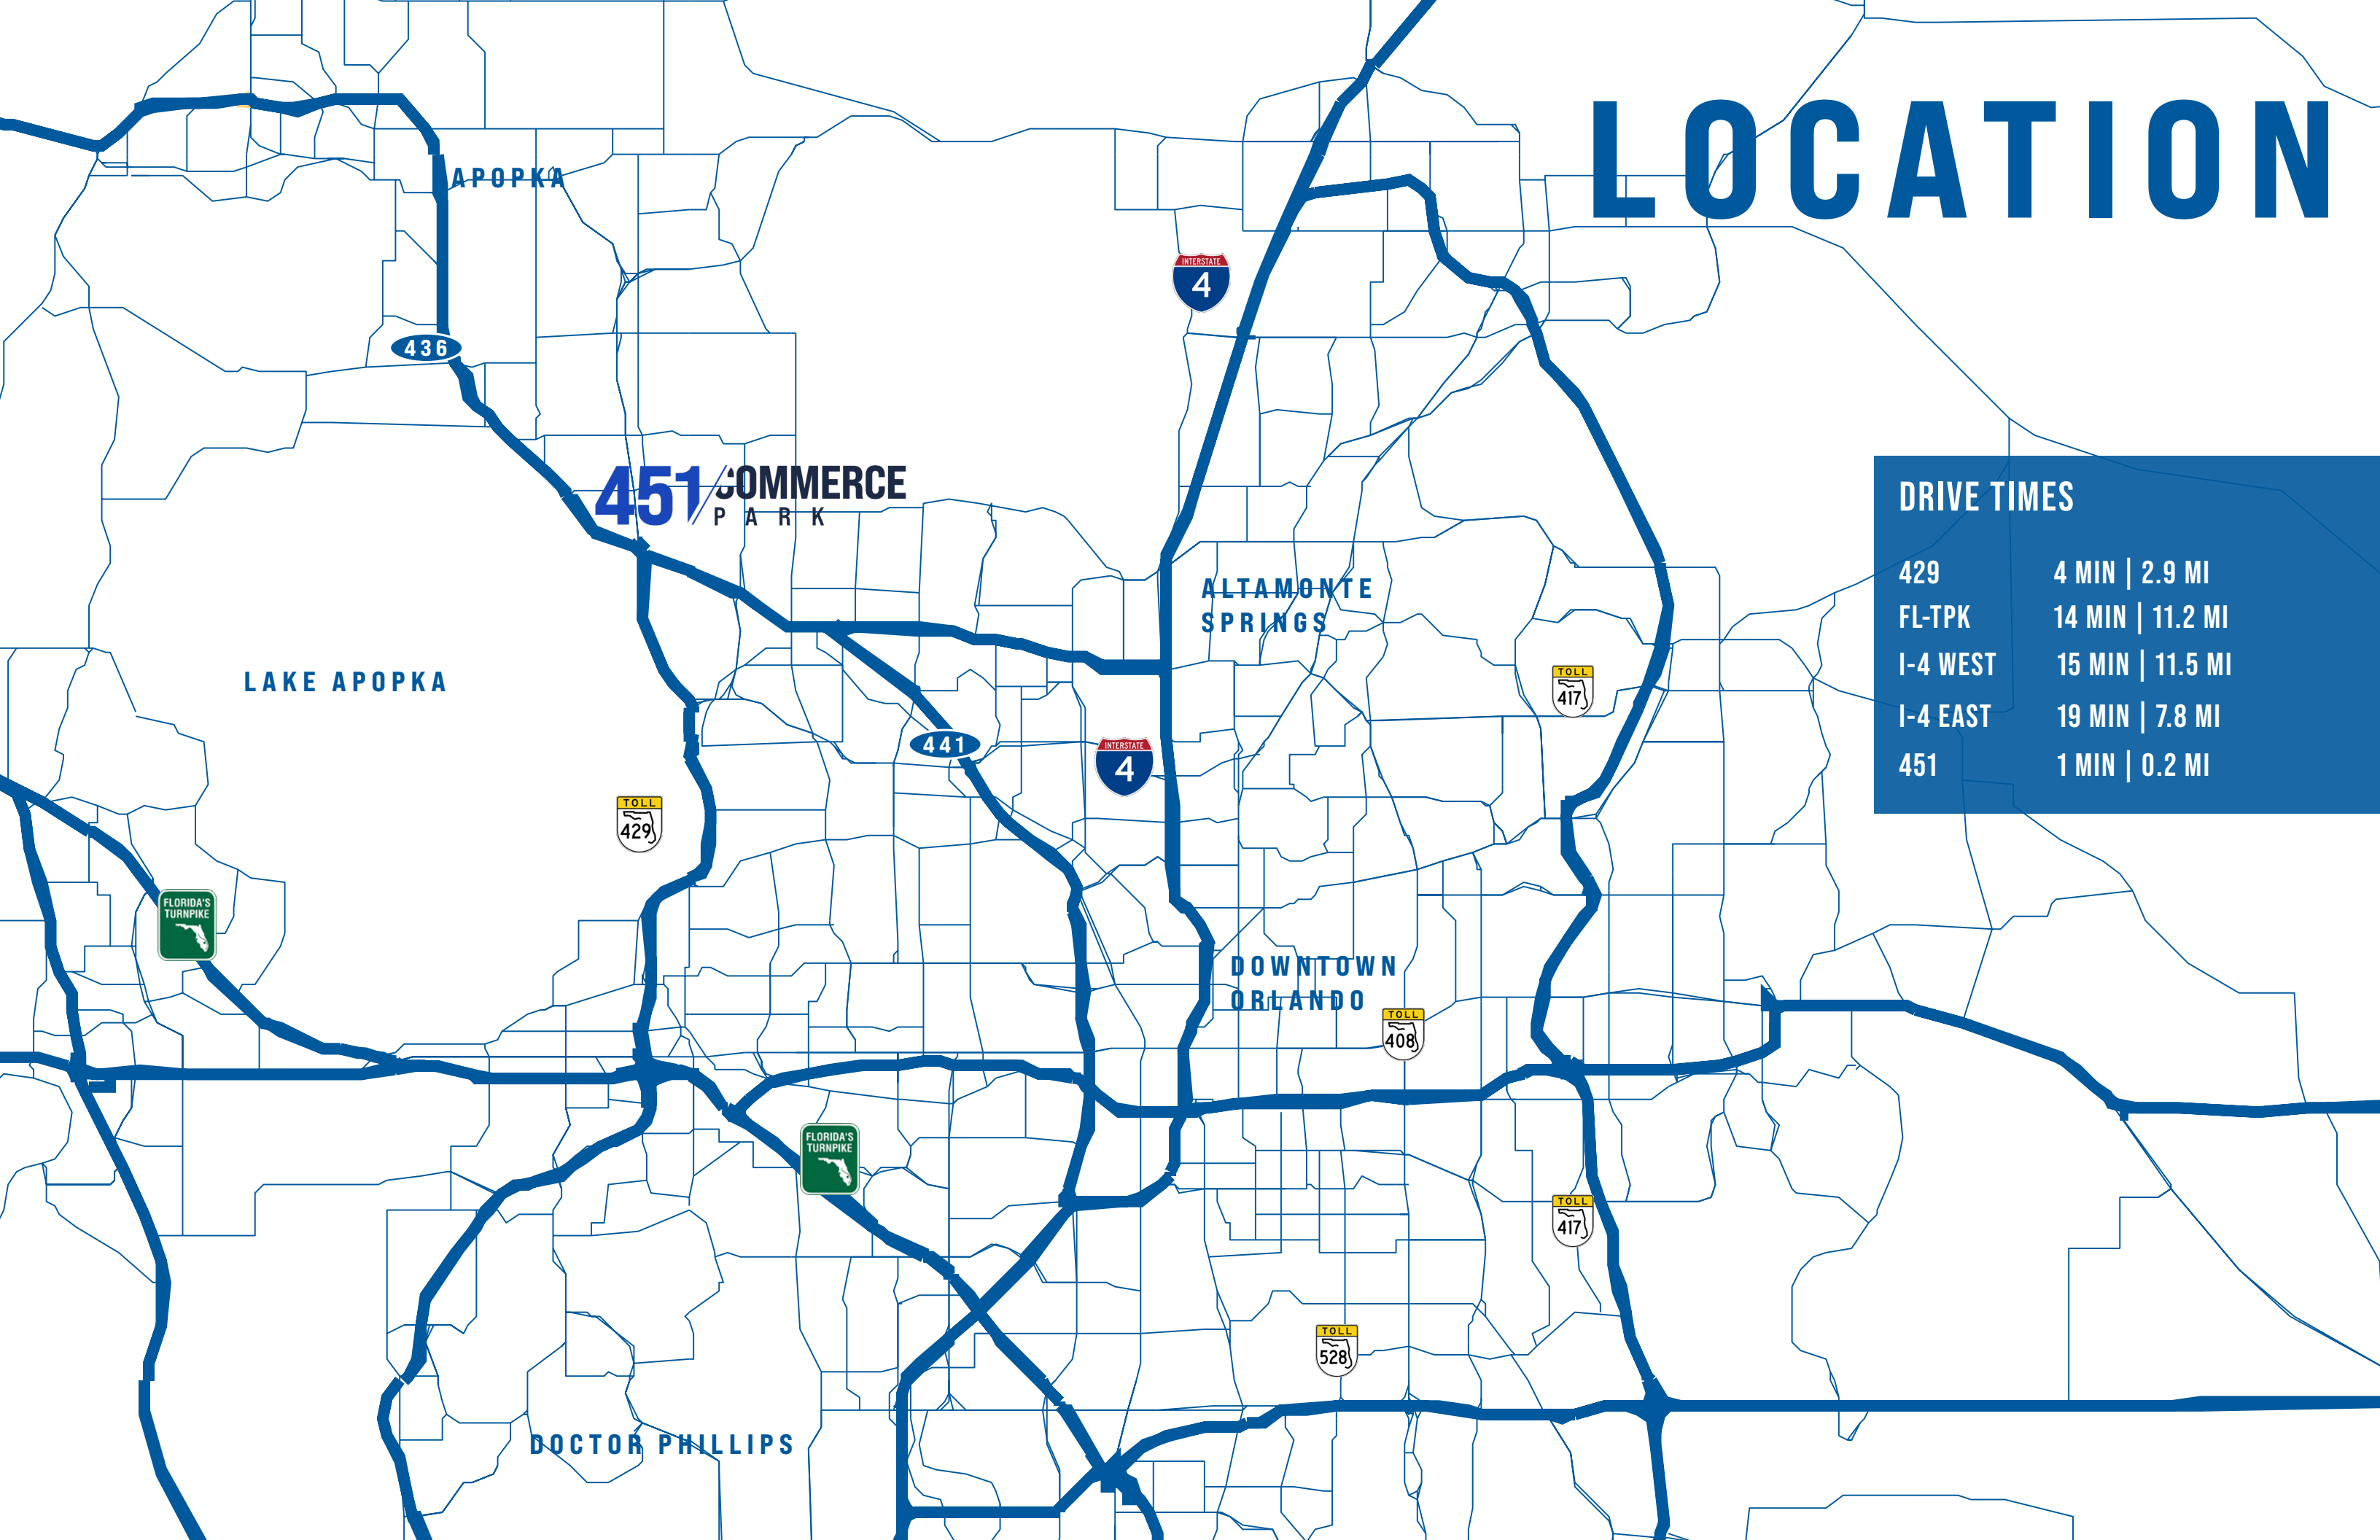 LOCATION
APOPKA
INTERSTATE
4
436
451 COMMERCE
PARK
DRIVE TIMES
429 4 MIN | 2.9 MI
FL-TPK 14 MIN | 11.2 MI
I-4 WEST 15 MIN | 11.5 MI
I-4 EAST 19 MIN | 7.8 MI
451 1 MIN | 0.2 MI
ALTAMONTE
SPRINGS
LAKE APOPKA
TOLL
417
441
INTERSTATE
4
TOLL
429
FLORIDA'S
TURNPIKE
DOWNTOWN
ORLANDO
TOLL
408
FLORIDA'S
TURNPIKE
TOLL
417
TOLL
528
DOCTOR PHILLIPS